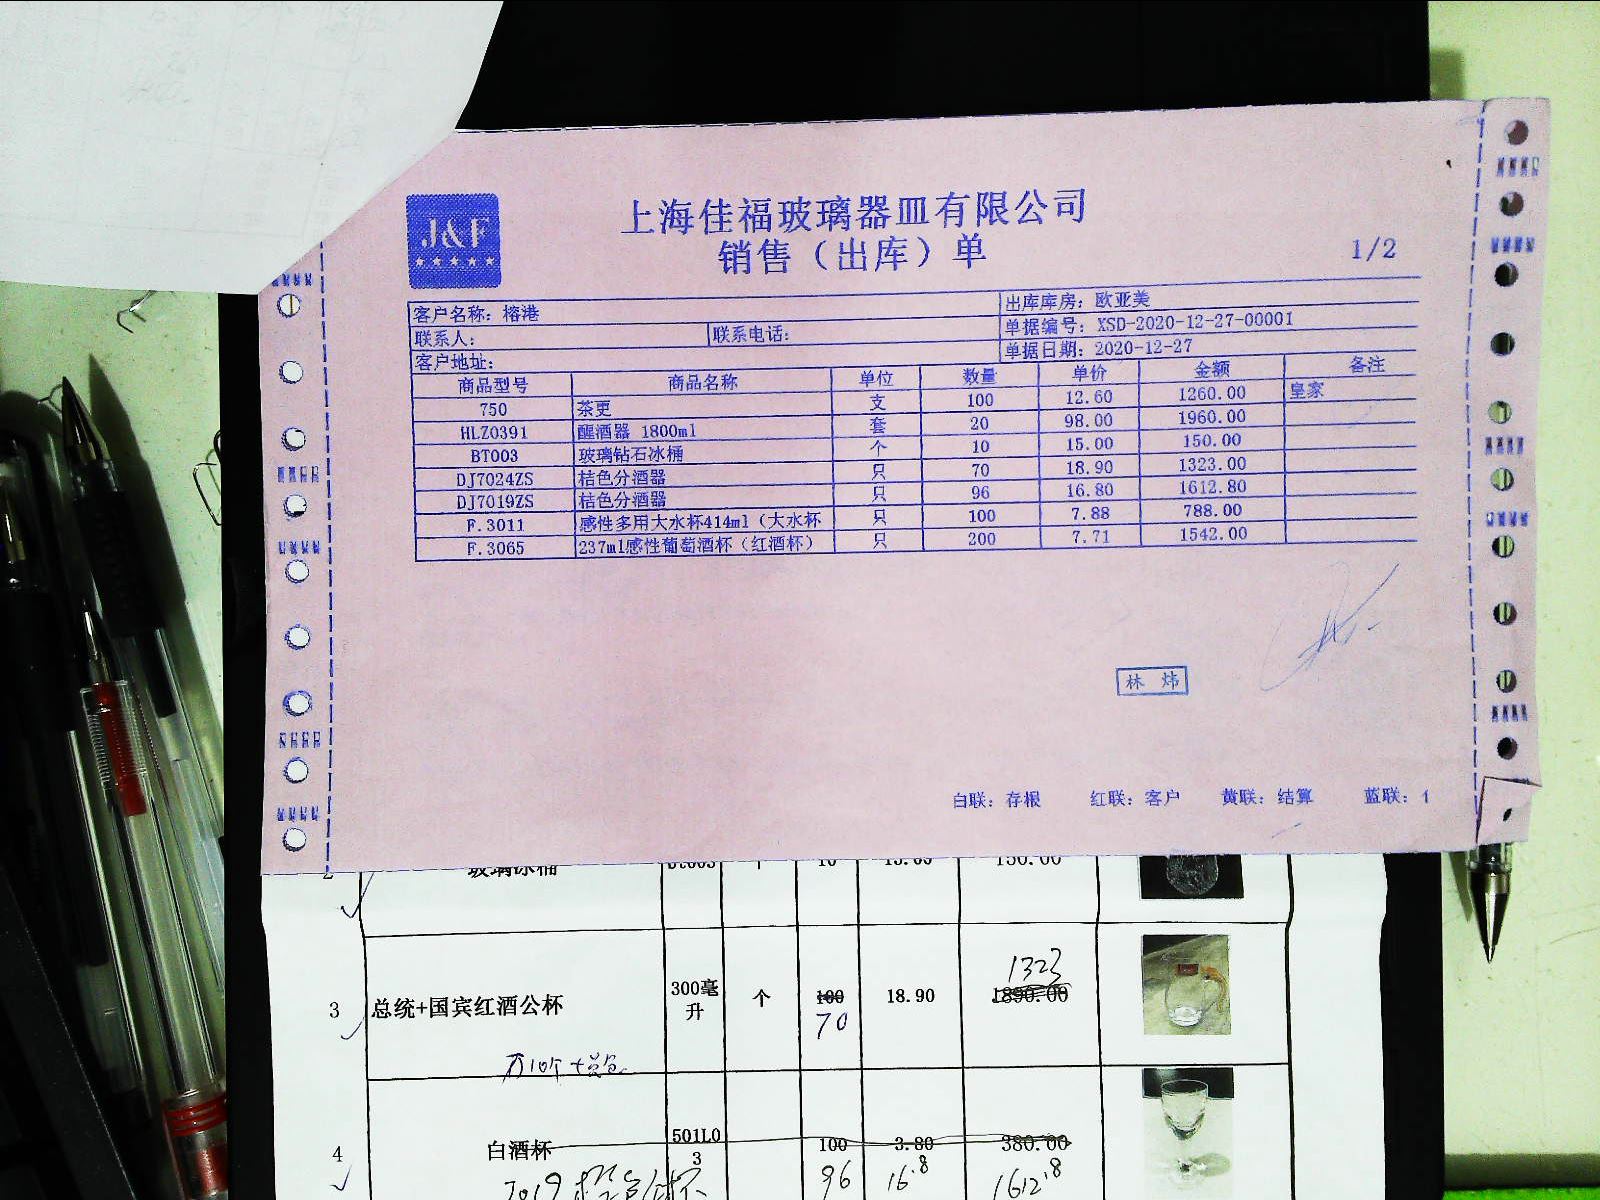 J&F
上海佳福玻璃器皿有限公司
销售（出库）单
1/2
客户名称：榕港 出库库房：欧亚美
联系人： 联系电话： 单据编号：XSD-2020-12-27-00001
客户地址： 单据日期：2020-12-27
商品型号 商品名称 单位 数量 单价 金额 备注
750 茶更 支 100 12.60 1260.00 皇家
HLZ0391 醒酒器 1800ml 套 20 98.00 1960.00
BT003 玻璃钻石冰桶 个 10 15.00 150.00
DJ7024ZS 桔色分酒器 只 70 18.90 1323.00
DJ7019ZS 桔色分酒器 只 96 16.80 1612.80
F.3011 感性多用大水杯414ml（大水杯 只 100 7.88 788.00
F.3065 237ml感性葡萄酒杯（红酒杯） 只 200 7.71 1542.00
林 炜
白联：存根 红联：客户 黄联：结算 蓝联：1
玻璃冰桶 个 10 150.00
1323
3 总统+国宾红酒公杯 300毫升 个 100 18.90 1890.00
70
4 白酒杯 501L03 100 3.80 380.00
7019 96 16.8 1612.8